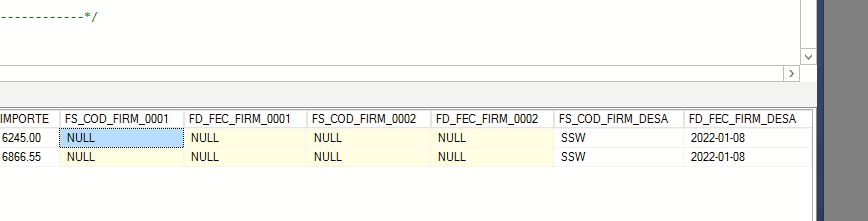 ------------*/
IMPORTE FS_COD_FIRM_0001 FD_FEC_FIRM_0001 FS_COD_FIRM_0002 FD_FEC_FIRM_0002 FS_COD_FIRM_DESA FD_FEC_FIRM_DESA
6245.00 NULL NULL NULL NULL SSW 2022-01-08
6866.55 NULL NULL NULL NULL SSW 2022-01-08